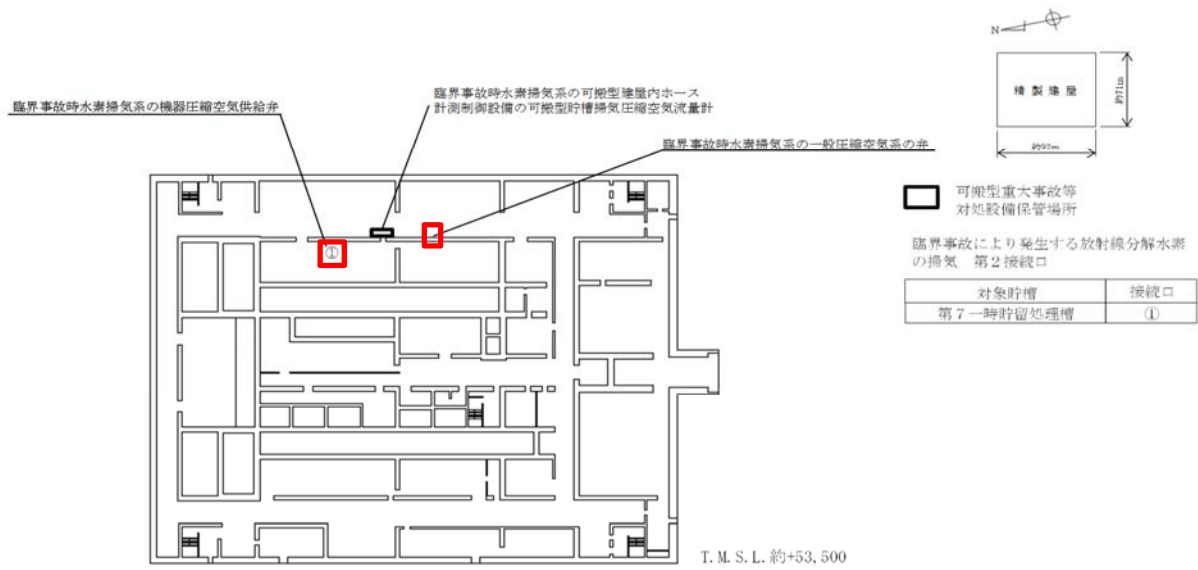 N
精製建屋
約71m
約92m
臨界事故時水素掃気系の機器圧縮空気供給弁
臨界事故時水素掃気系の可搬型建屋内ホース
計測制御設備の可搬型貯槽掃気圧縮空気流量計
臨界事故時水素掃気系の一般圧縮空気系の弁
①
可搬型重大事故等
対処設備保管場所
臨界事故により発生する放射線分解水素
の掃気 第2接続口
対象貯槽 接続口
第7一時貯留処理槽 ①
T.M.S.L.約+53,500